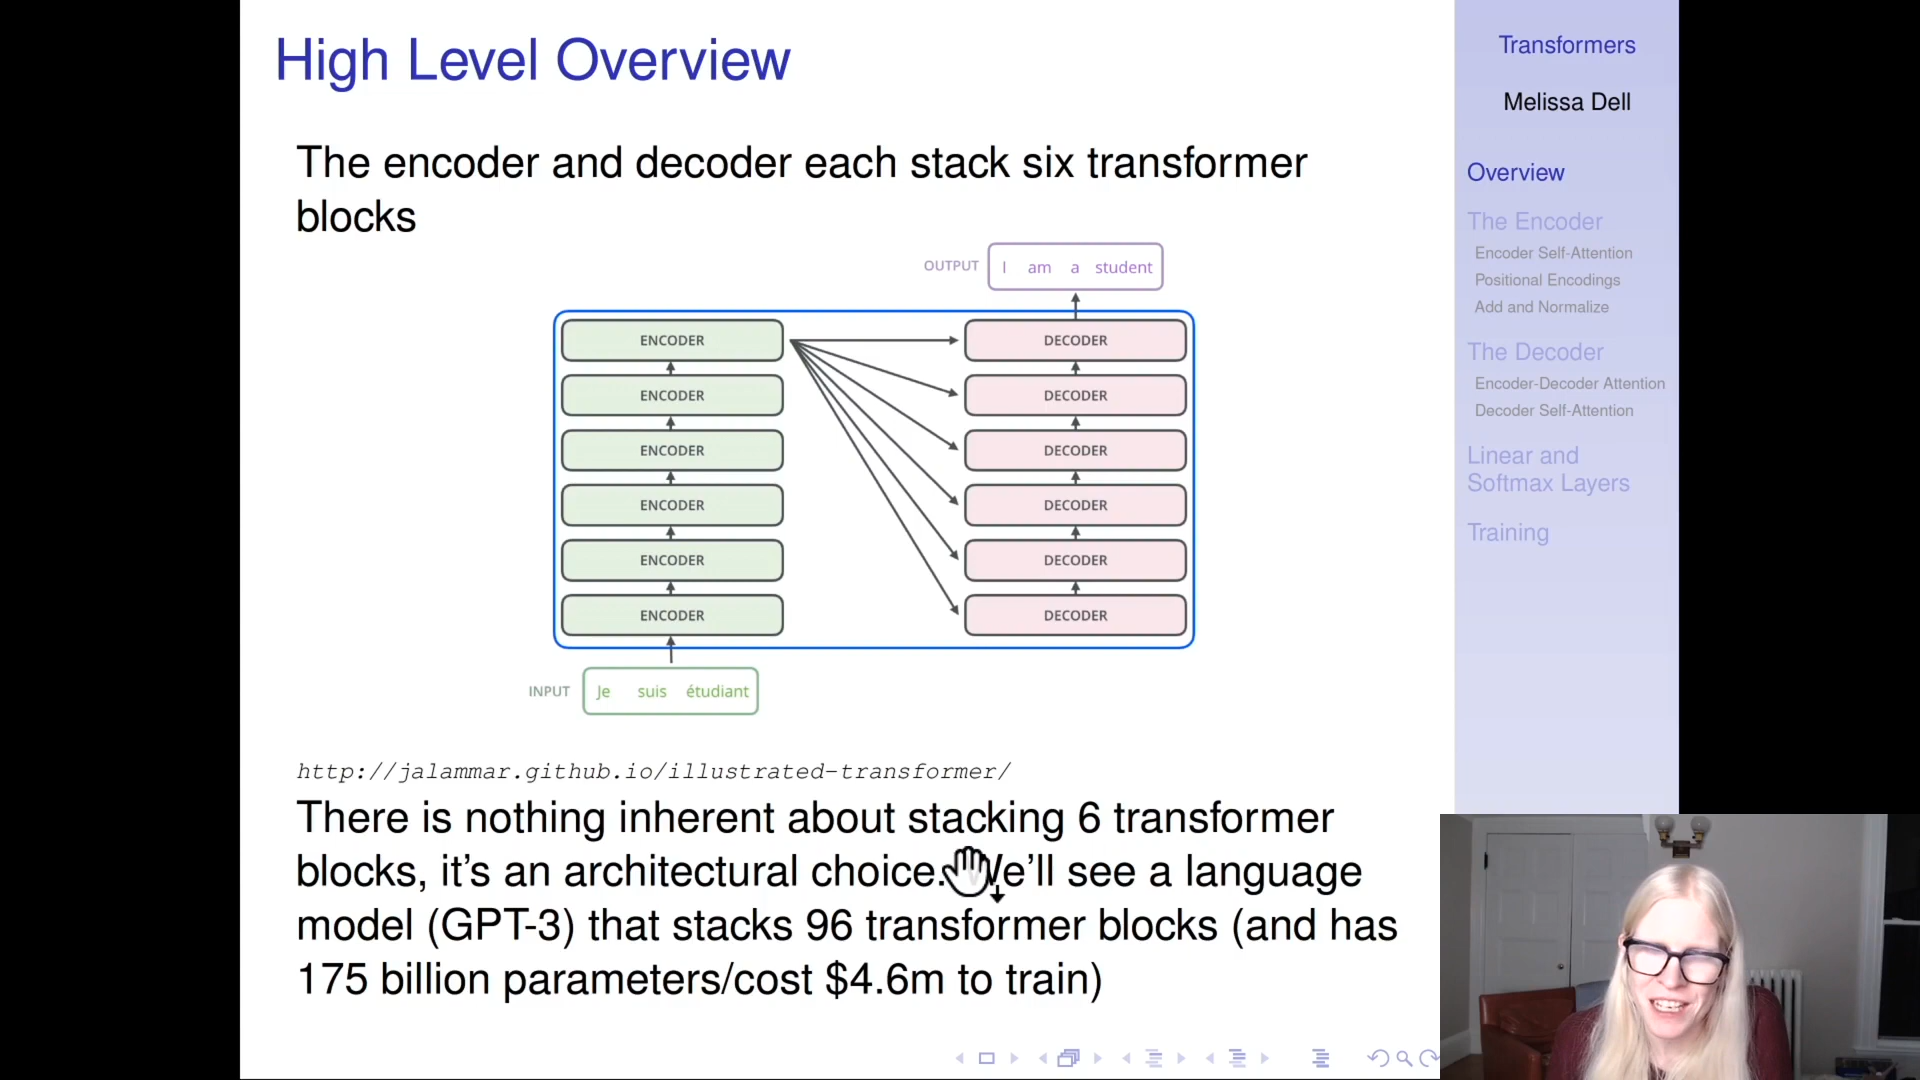 High Level Overview
The encoder and decoder each stack six transformer
blocks
OUTPUT
I am a student
ENCODER
DECODER
ENCODER
DECODER
ENCODER
DECODER
ENCODER
DECODER
ENCODER
DECODER
ENCODER
DECODER
INPUT
Je suis étudiant
http://jalammar.github.io/illustrated-transformer/
There is nothing inherent about stacking 6 transformer
blocks, it's an architectural choice. We'll see a language
model (GPT-3) that stacks 96 transformer blocks (and has
175 billion parameters/cost $4.6m to train)
Transformers
Melissa Dell
Overview
The Encoder
Encoder Self-Attention
Positional Encodings
Add and Normalize
The Decoder
Encoder-Decoder Attention
Decoder Self-Attention
Linear and
Softmax Layers
Training